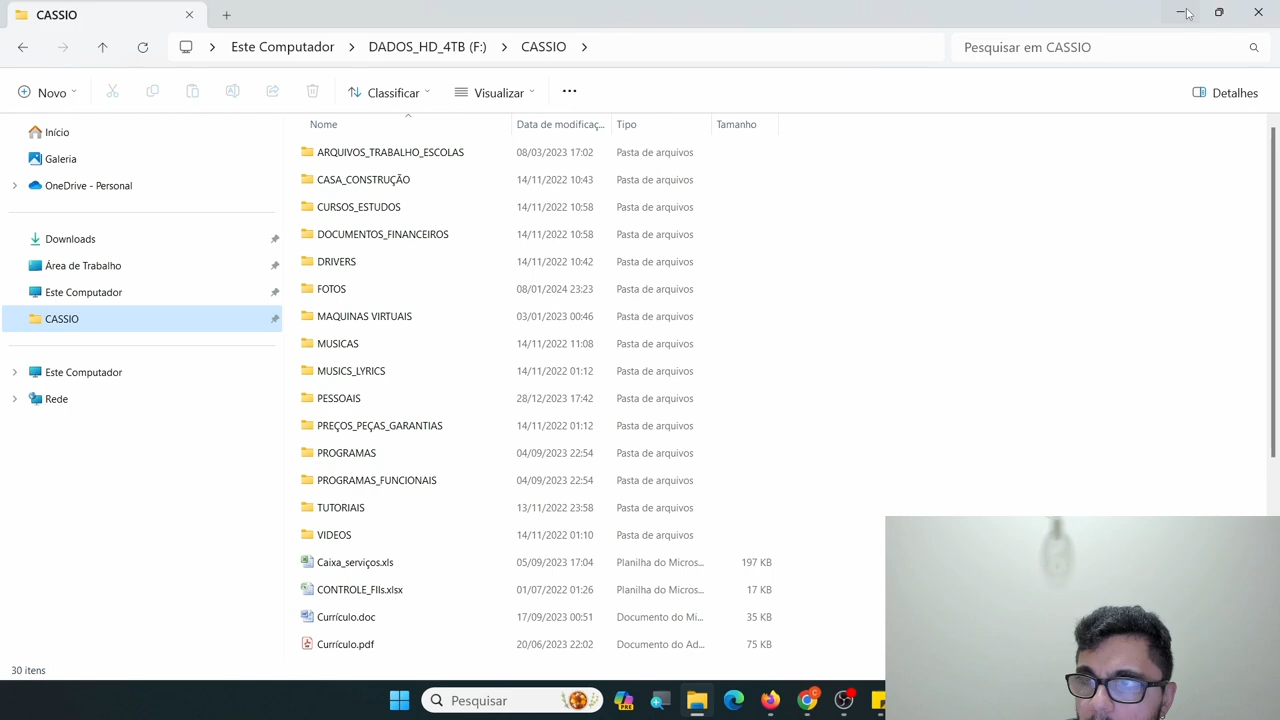 CASSIO
Este Computador > DADOS_HD_4TB (F:) > CASSIO >
Pesquisar em CASSIO
Novo
Classificar
Visualizar
Detalhes
Início
Galeria
OneDrive - Personal
Downloads
Área de Trabalho
Este Computador
CASSIO
Este Computador
Rede
Nome Data de modificaç... Tipo Tamanho
ARQUIVOS_TRABALHO_ESCOLAS 08/03/2023 17:02 Pasta de arquivos
CASA_CONSTRUÇÃO 14/11/2022 10:43 Pasta de arquivos
CURSOS_ESTUDOS 14/11/2022 10:58 Pasta de arquivos
DOCUMENTOS_FINANCEIROS 14/11/2022 10:58 Pasta de arquivos
DRIVERS 14/11/2022 10:42 Pasta de arquivos
FOTOS 08/01/2024 23:23 Pasta de arquivos
MAQUINAS VIRTUAIS 03/01/2023 00:46 Pasta de arquivos
MUSICAS 14/11/2022 11:08 Pasta de arquivos
MUSICS_LYRICS 14/11/2022 01:12 Pasta de arquivos
PESSOAIS 28/12/2023 17:42 Pasta de arquivos
PREÇOS_PEÇAS_GARANTIAS 14/11/2022 01:12 Pasta de arquivos
PROGRAMAS 04/09/2023 22:54 Pasta de arquivos
PROGRAMAS_FUNCIONAIS 04/09/2023 22:54 Pasta de arquivos
TUTORIAIS 13/11/2022 23:58 Pasta de arquivos
VIDEOS 14/11/2022 01:10 Pasta de arquivos
Caixa_serviços.xls 05/09/2023 17:04 Planilha do Micros... 197 KB
CONTROLE_FIIs.xlsx 01/07/2022 01:26 Planilha do Micros... 17 KB
Currículo.doc 17/09/2023 00:51 Documento do Mi... 35 KB
Currículo.pdf 20/06/2023 22:02 Documento do Ad... 75 KB
30 itens
Pesquisar
PRE